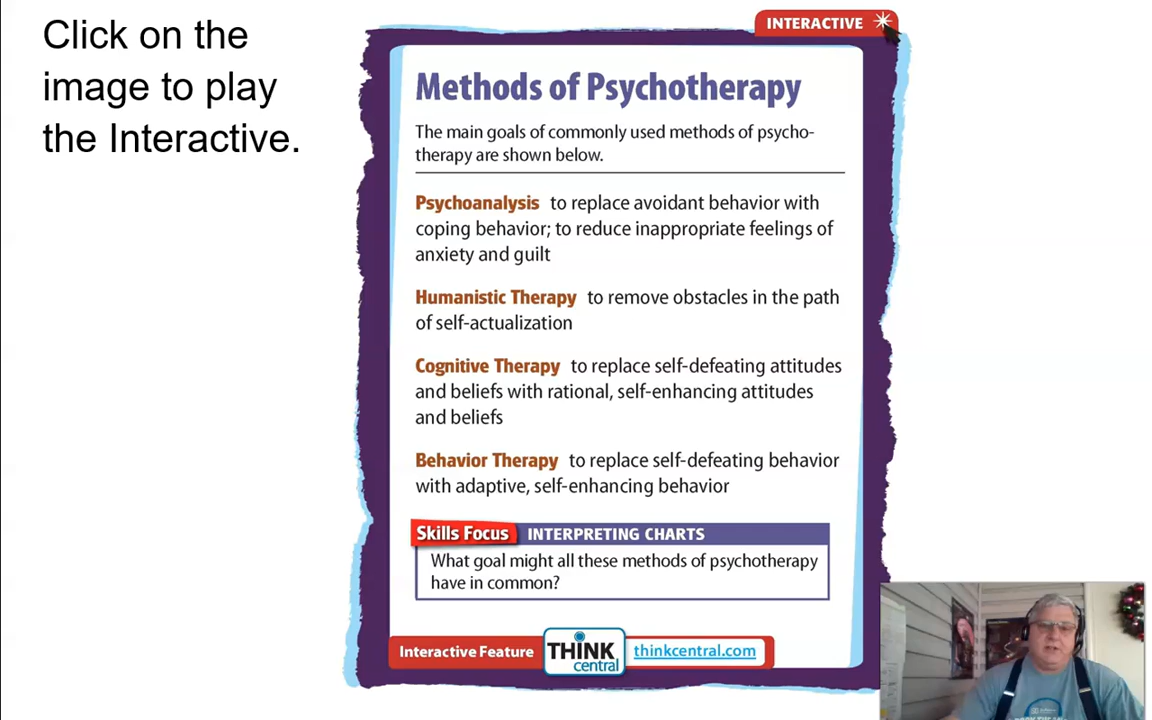 Click on the
image to play
the Interactive.
INTERACTIVE
Methods of Psychotherapy
The main goals of commonly used methods of psycho-
therapy are shown below.
Psychoanalysis to replace avoidant behavior with
coping behavior; to reduce inappropriate feelings of
anxiety and guilt
Humanistic Therapy to remove obstacles in the path
of self-actualization
Cognitive Therapy to replace self-defeating attitudes
and beliefs with rational, self-enhancing attitudes
and beliefs
Behavior Therapy to replace self-defeating behavior
with adaptive, self-enhancing behavior
Skills Focus INTERPRETING CHARTS
What goal might all these methods of psychotherapy
have in common?
Interactive Feature
THINK
central
thinkcentral.com